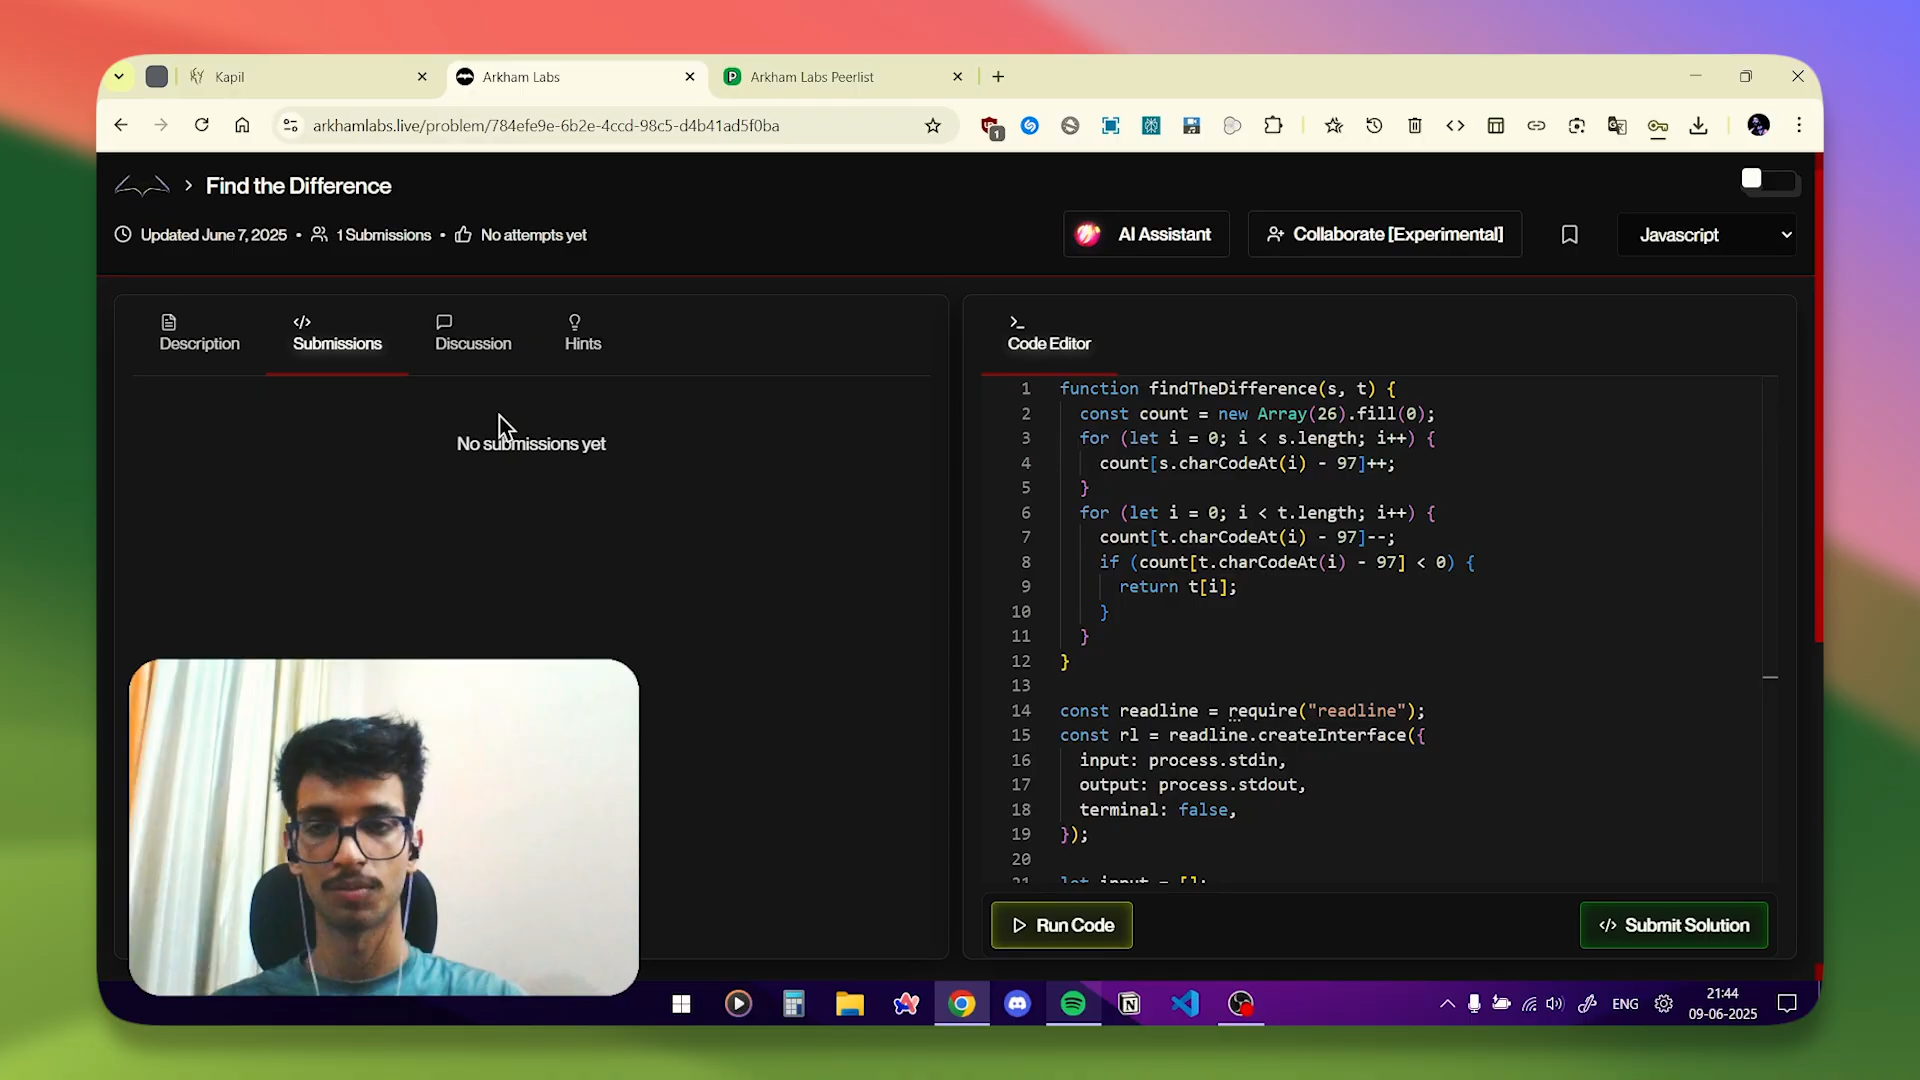 Kapil
Arkham Labs
Arkham Labs Peerlist
arkhamlabs.live/problem/784efe9e-6b2e-4ccd-98c5-d4b41ad5f0ba
1
Find the Difference
Updated June 7, 2025 • 1 Submissions • No attempts yet
AI Assistant
Collaborate [Experimental]
Javascript
Description
Submissions
Discussion
Hints
No submissions yet
Code Editor
1 function findTheDifference(s, t) {
2 const count = new Array(26).fill(0);
3 for (let i = 0; i < s.length; i++) {
4 count[s.charCodeAt(i) - 97]++;
5 }
6 for (let i = 0; i < t.length; i++) {
7 count[t.charCodeAt(i) - 97]--;
8 if (count[t.charCodeAt(i) - 97] < 0) {
9 return t[i];
10 }
11 }
12 }
13
14 const readline = require("readline");
15 const rl = readline.createInterface({
16 input: process.stdin,
17 output: process.stdout,
18 terminal: false,
19 });
20
21 let input = [];
Run Code
Submit Solution
ENG
21:44
09-06-2025